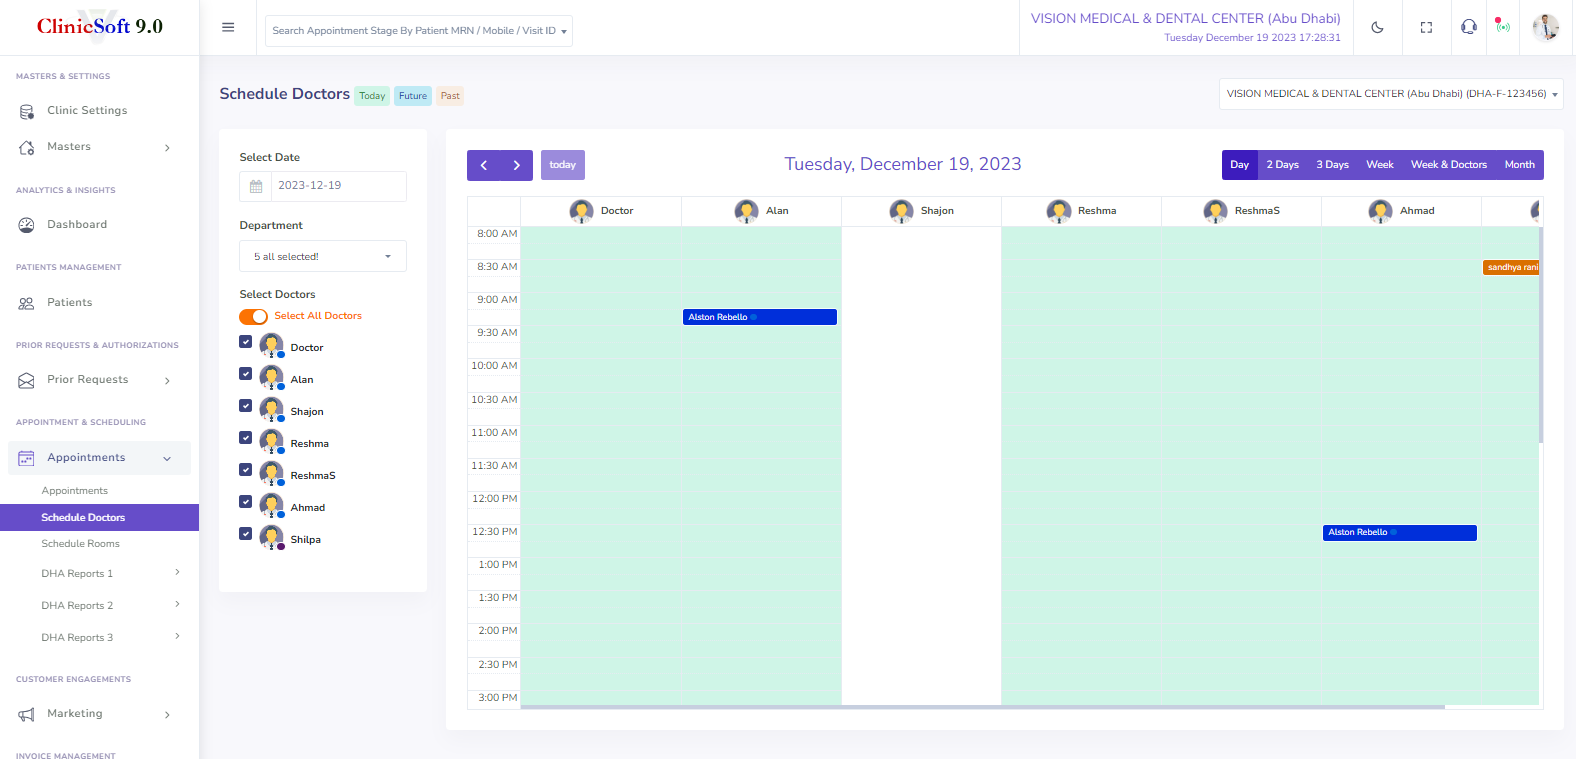 ClinicSoft 9.0
Search Appointment Stage By Patient MRN / Mobile / Visit ID
VISION MEDICAL & DENTAL CENTER (Abu Dhabi)
Tuesday December 19 2023 17:28:31
MASTERS & SETTINGS
Clinic Settings
Masters
ANALYTICS & INSIGHTS
Dashboard
PATIENTS MANAGEMENT
Patients
PRIOR REQUESTS & AUTHORIZATIONS
Prior Requests
APPOINTMENT & SCHEDULING
Appointments
Appointments
Schedule Doctors
Schedule Rooms
DHA Reports 1
DHA Reports 2
DHA Reports 3
CUSTOMER ENGAGEMENTS
Marketing
INVOICE MANAGEMENT
Schedule Doctors Today Future Past
VISION MEDICAL & DENTAL CENTER (Abu Dhabi) (DHA-F-123456)
Select Date
2023-12-19
Department
5 all selected!
Select Doctors
Select All Doctors
Doctor
Alan
Shajon
Reshma
ReshmaS
Ahmad
Shilpa
today
Tuesday, December 19, 2023
Day 2 Days 3 Days Week Week & Doctors Month
Doctor Alan Shajon Reshma ReshmaS Ahmad
8:00 AM
8:30 AM
sandhya rani
9:00 AM
Alston Rebello
9:30 AM
10:00 AM
10:30 AM
11:00 AM
11:30 AM
12:00 PM
12:30 PM
Alston Rebello
1:00 PM
1:30 PM
2:00 PM
2:30 PM
3:00 PM